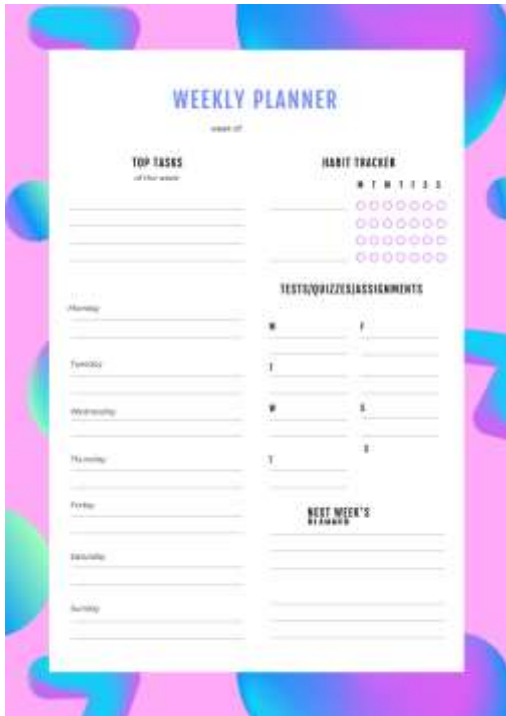 WEEKLY PLANNER
week of
TOP TASKS
of the week
HABIT TRACKER
M T W T F S S
Monday
Tuesday
Wednesday
Thursday
Friday
Saturday
Sunday
TESTS/QUIZZES/ASSIGNMENTS
M F
T
W S
S
T
NEXT WEEK'S
PLANNER